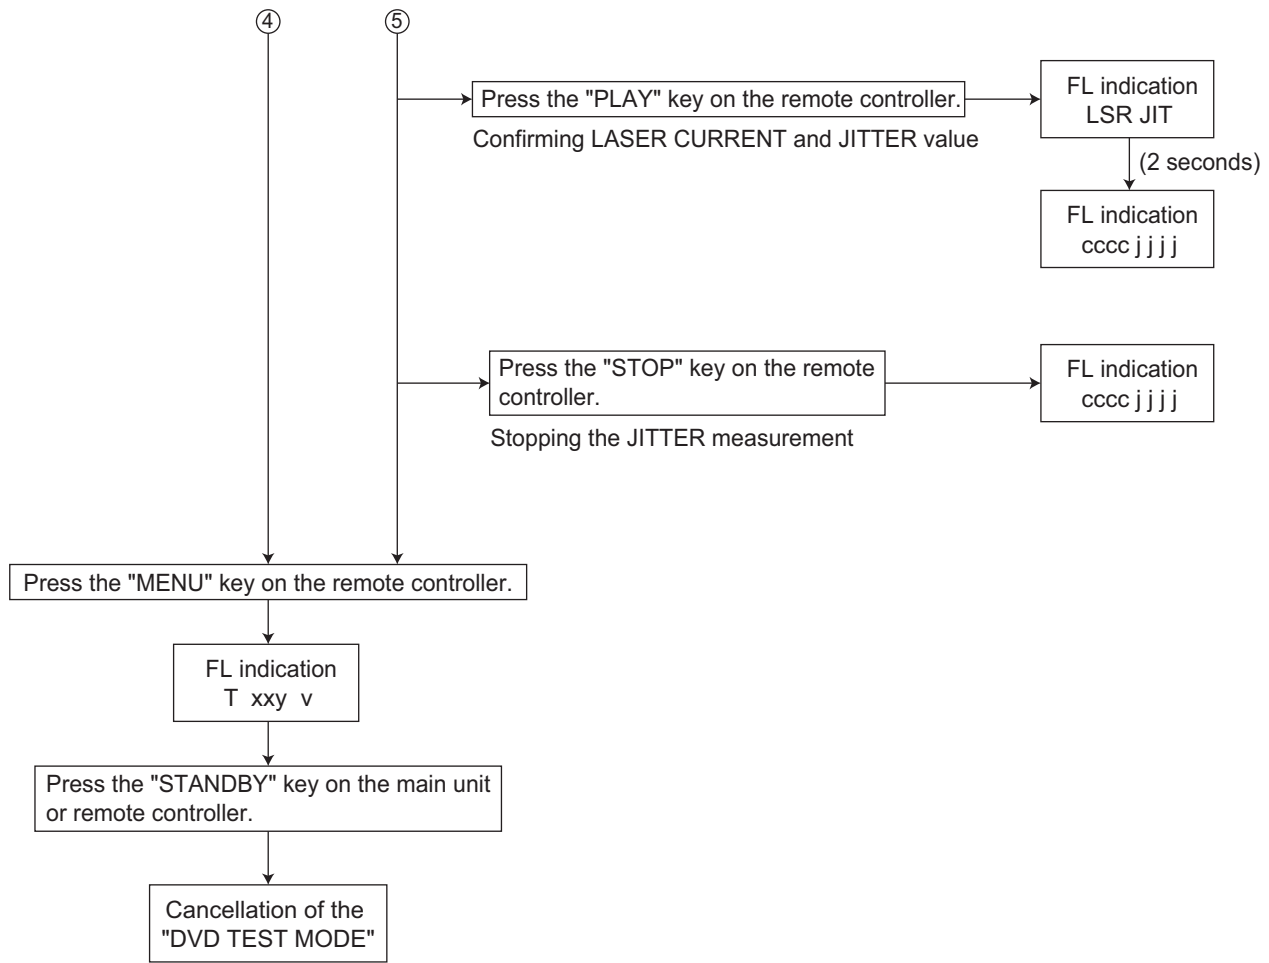 ④ ⑤
Press the "PLAY" key on the remote controller.
Confirming LASER CURRENT and JITTER value
FL indication
LSR JIT
(2 seconds)
FL indication
cccc j j j j
Press the "STOP" key on the remote
controller.
Stopping the JITTER measurement
FL indication
cccc j j j j
Press the "MENU" key on the remote controller.
FL indication
T xxy v
Press the "STANDBY" key on the main unit
or remote controller.
Cancellation of the
"DVD TEST MODE"